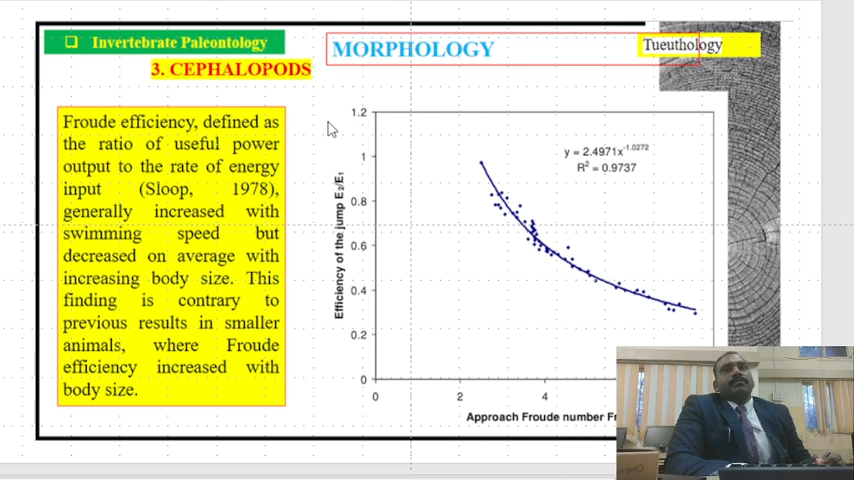 Invertebrate Paleontology
MORPHOLOGY
Tueuthology
3. CEPHALOPODS
Froude efficiency, defined as
the ratio of useful power
output to the rate of energy
input (Sloop, 1978),
generally increased with
swimming speed but
decreased on average with
increasing body size. This
finding is contrary to
previous results in smaller
animals, where Froude
efficiency increased with
body size.
Efficiency of the jump E₂/E₁
1.2
1
0.8
0.6
0.4
0.2
0
y = 2.4971x^-1.0272
R² = 0.9737
0
2
4
Approach Froude number